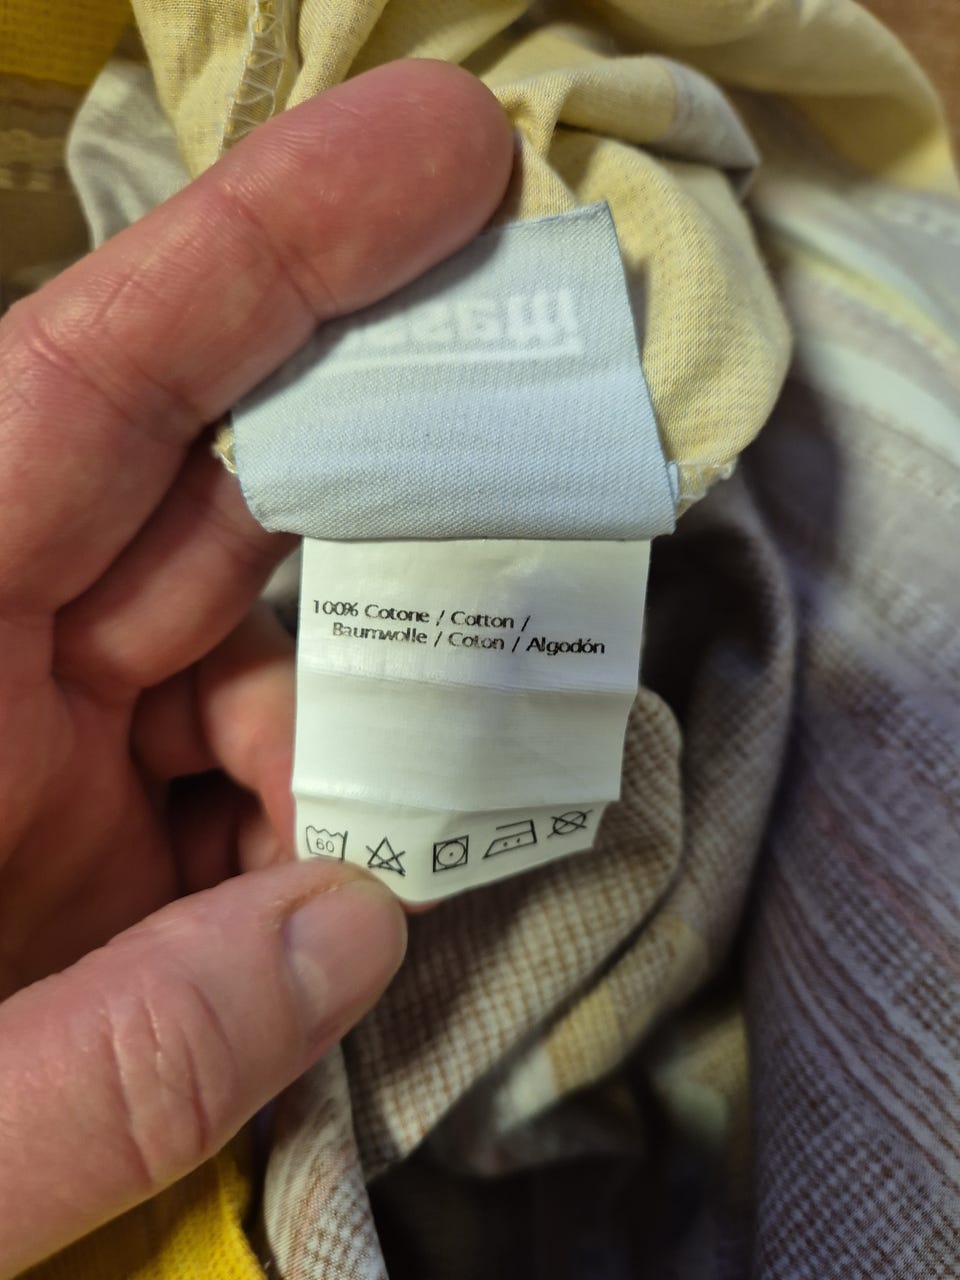 100% Cotone / Cotton /
Baumwolle / Coton / Algodón
60